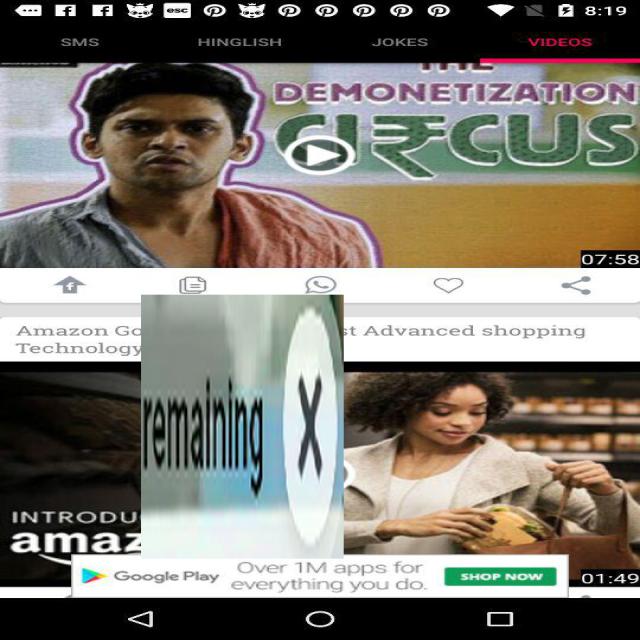 esc 8:19
SMS HINGLISH JOKES VIDEOS
THE
DEMONETIZATION
CIRCUS
07:58
Amazon Go st Advanced shopping
Technology
remaining X
INTRODU
amaz
01:49
Google Play Over 1M apps for
everything you do. SHOP NOW